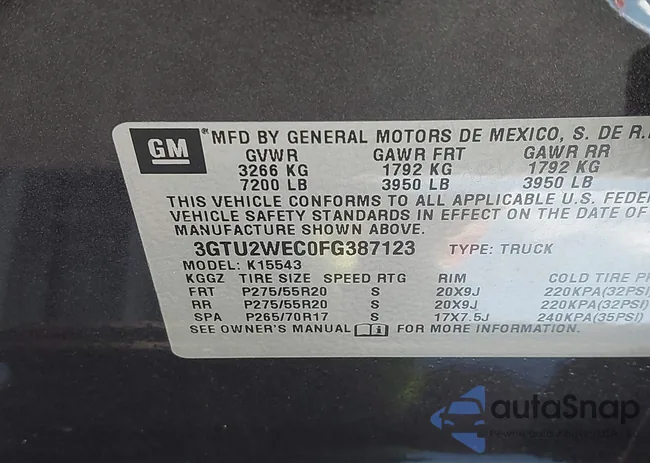 GM ® MFD BY GENERAL MOTORS DE MEXICO, S. DE R.
GVWR GAWR FRT GAWR RR
3266 KG 1792 KG 1792 KG
7200 LB 3950 LB 3950 LB
THIS VEHICLE CONFORMS TO ALL APPLICABLE U.S. FEDE
VEHICLE SAFETY STANDARDS IN EFFECT ON THE DATE OF
MANUFACTURE SHOWN ABOVE.
3GTU2WEC0FG387123 TYPE: TRUCK
MODEL: K15543
KGGZ TIRE SIZE SPEED RTG RIM COLD TIRE P
FRT P275/55R20 S 20X9J 220KPA(32PSI)
RR P275/55R20 S 20X9J 220KPA(32PSI)
SPA P265/70R17 S 17X7.5J 240KPA(35PSI)
SEE OWNER'S MANUAL FOR MORE INFORMATION.
autaSnap